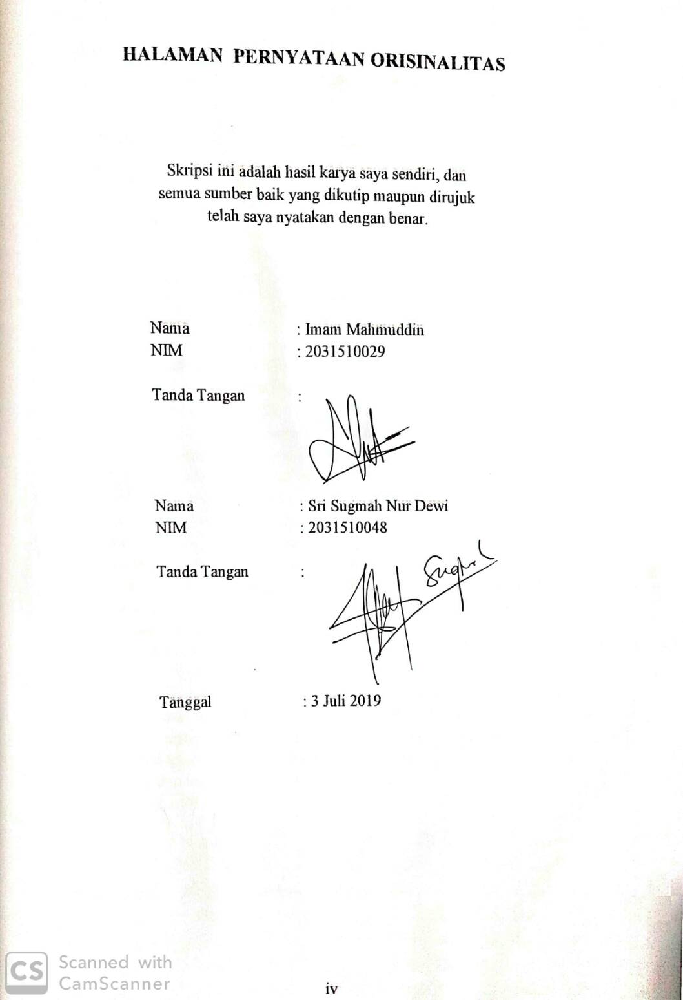 HALAMAN PERNYATAAN ORISINALITAS
Skripsi ini adalah hasil karya saya sendiri, dan
semua sumber baik yang dikutip maupun dirujuk
telah saya nyatakan dengan benar.
Nama : Imam Mahmuddin
NIM : 2031510029
Tanda Tangan :
Nama : Sri Sugmah Nur Dewi
NIM : 2031510048
Tanda Tangan :
Tanggal : 3 Juli 2019
CS Scanned with
CamScanner
iv